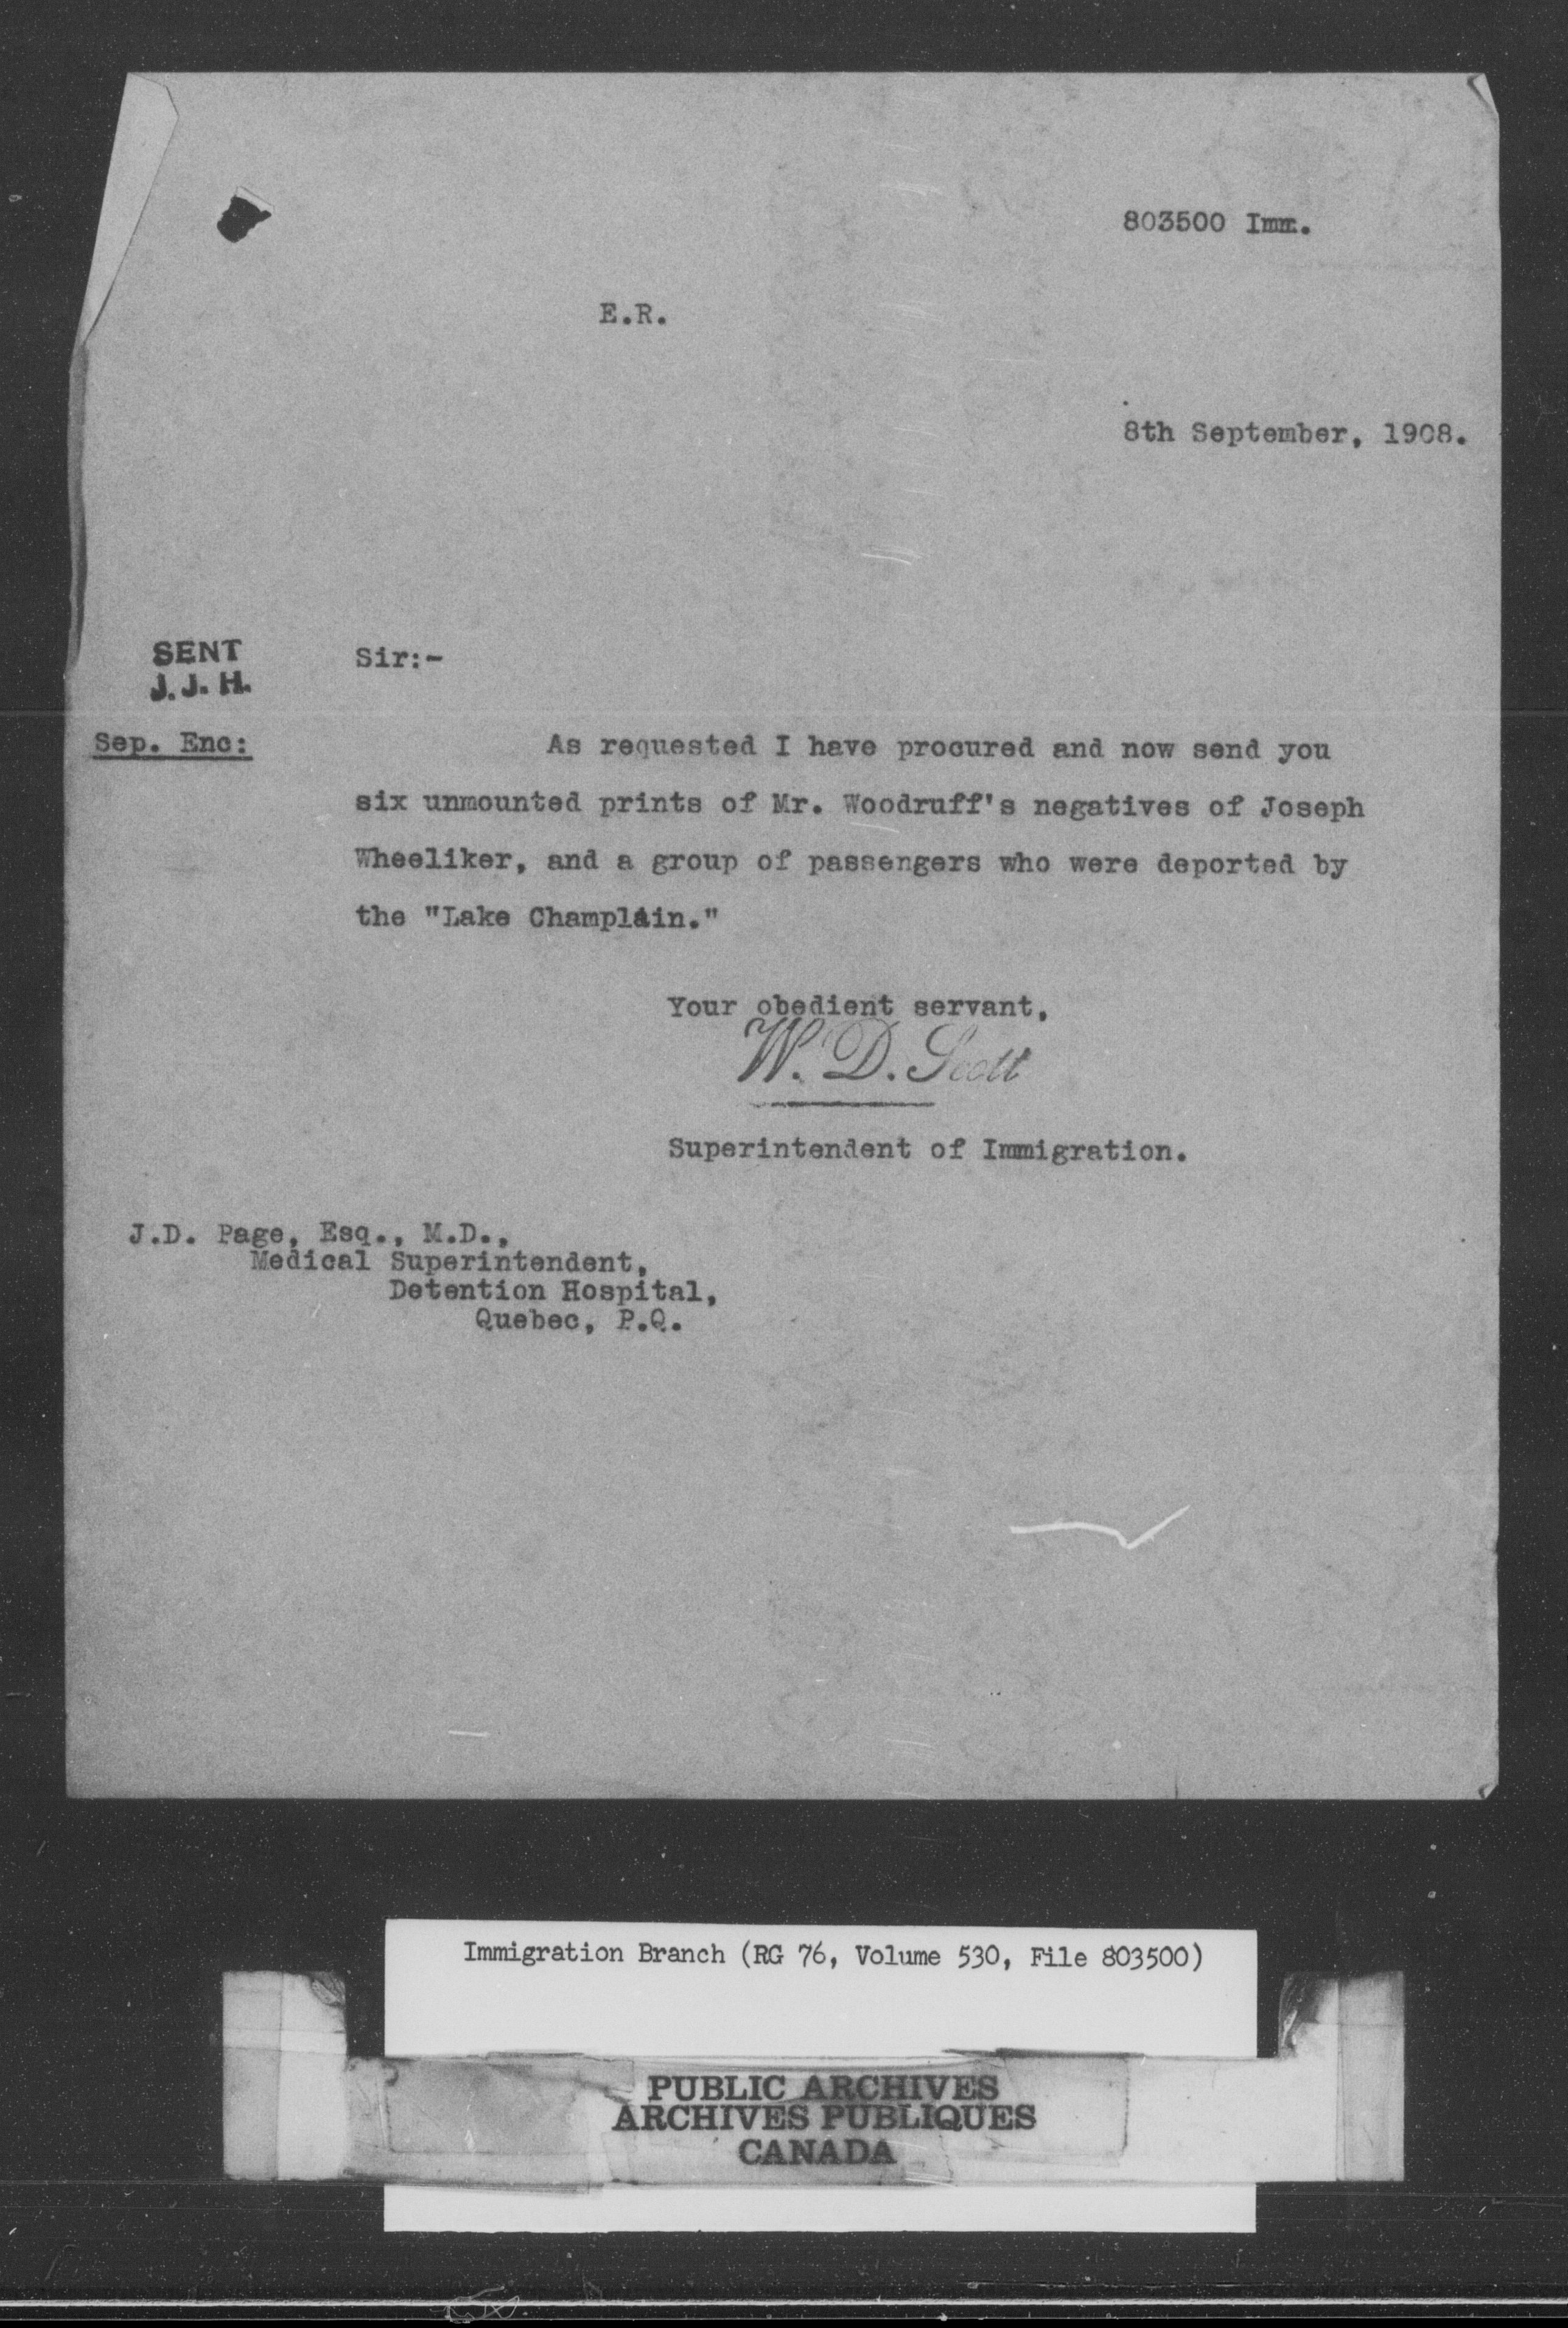 803500 Imm.
E.R.
8th September, 1908.
SENT
J. J. H.
Sir:-
Sep. Enc:
As requested I have procured and now send you
six unmounted prints of Mr. Woodruff's negatives of Joseph
Wheeliker, and a group of passengers who were deported by
the "Lake Champlain."
Your obedient servant,
W. D. Scott
Superintendent of Immigration.
J.D. Page, Esq., M.D.,
Medical Superintendent,
Detention Hospital,
Quebec, P.Q.
Immigration Branch (RG 76, Volume 530, File 803500)
PUBLIC ARCHIVES
ARCHIVES PUBLIQUES
CANADA